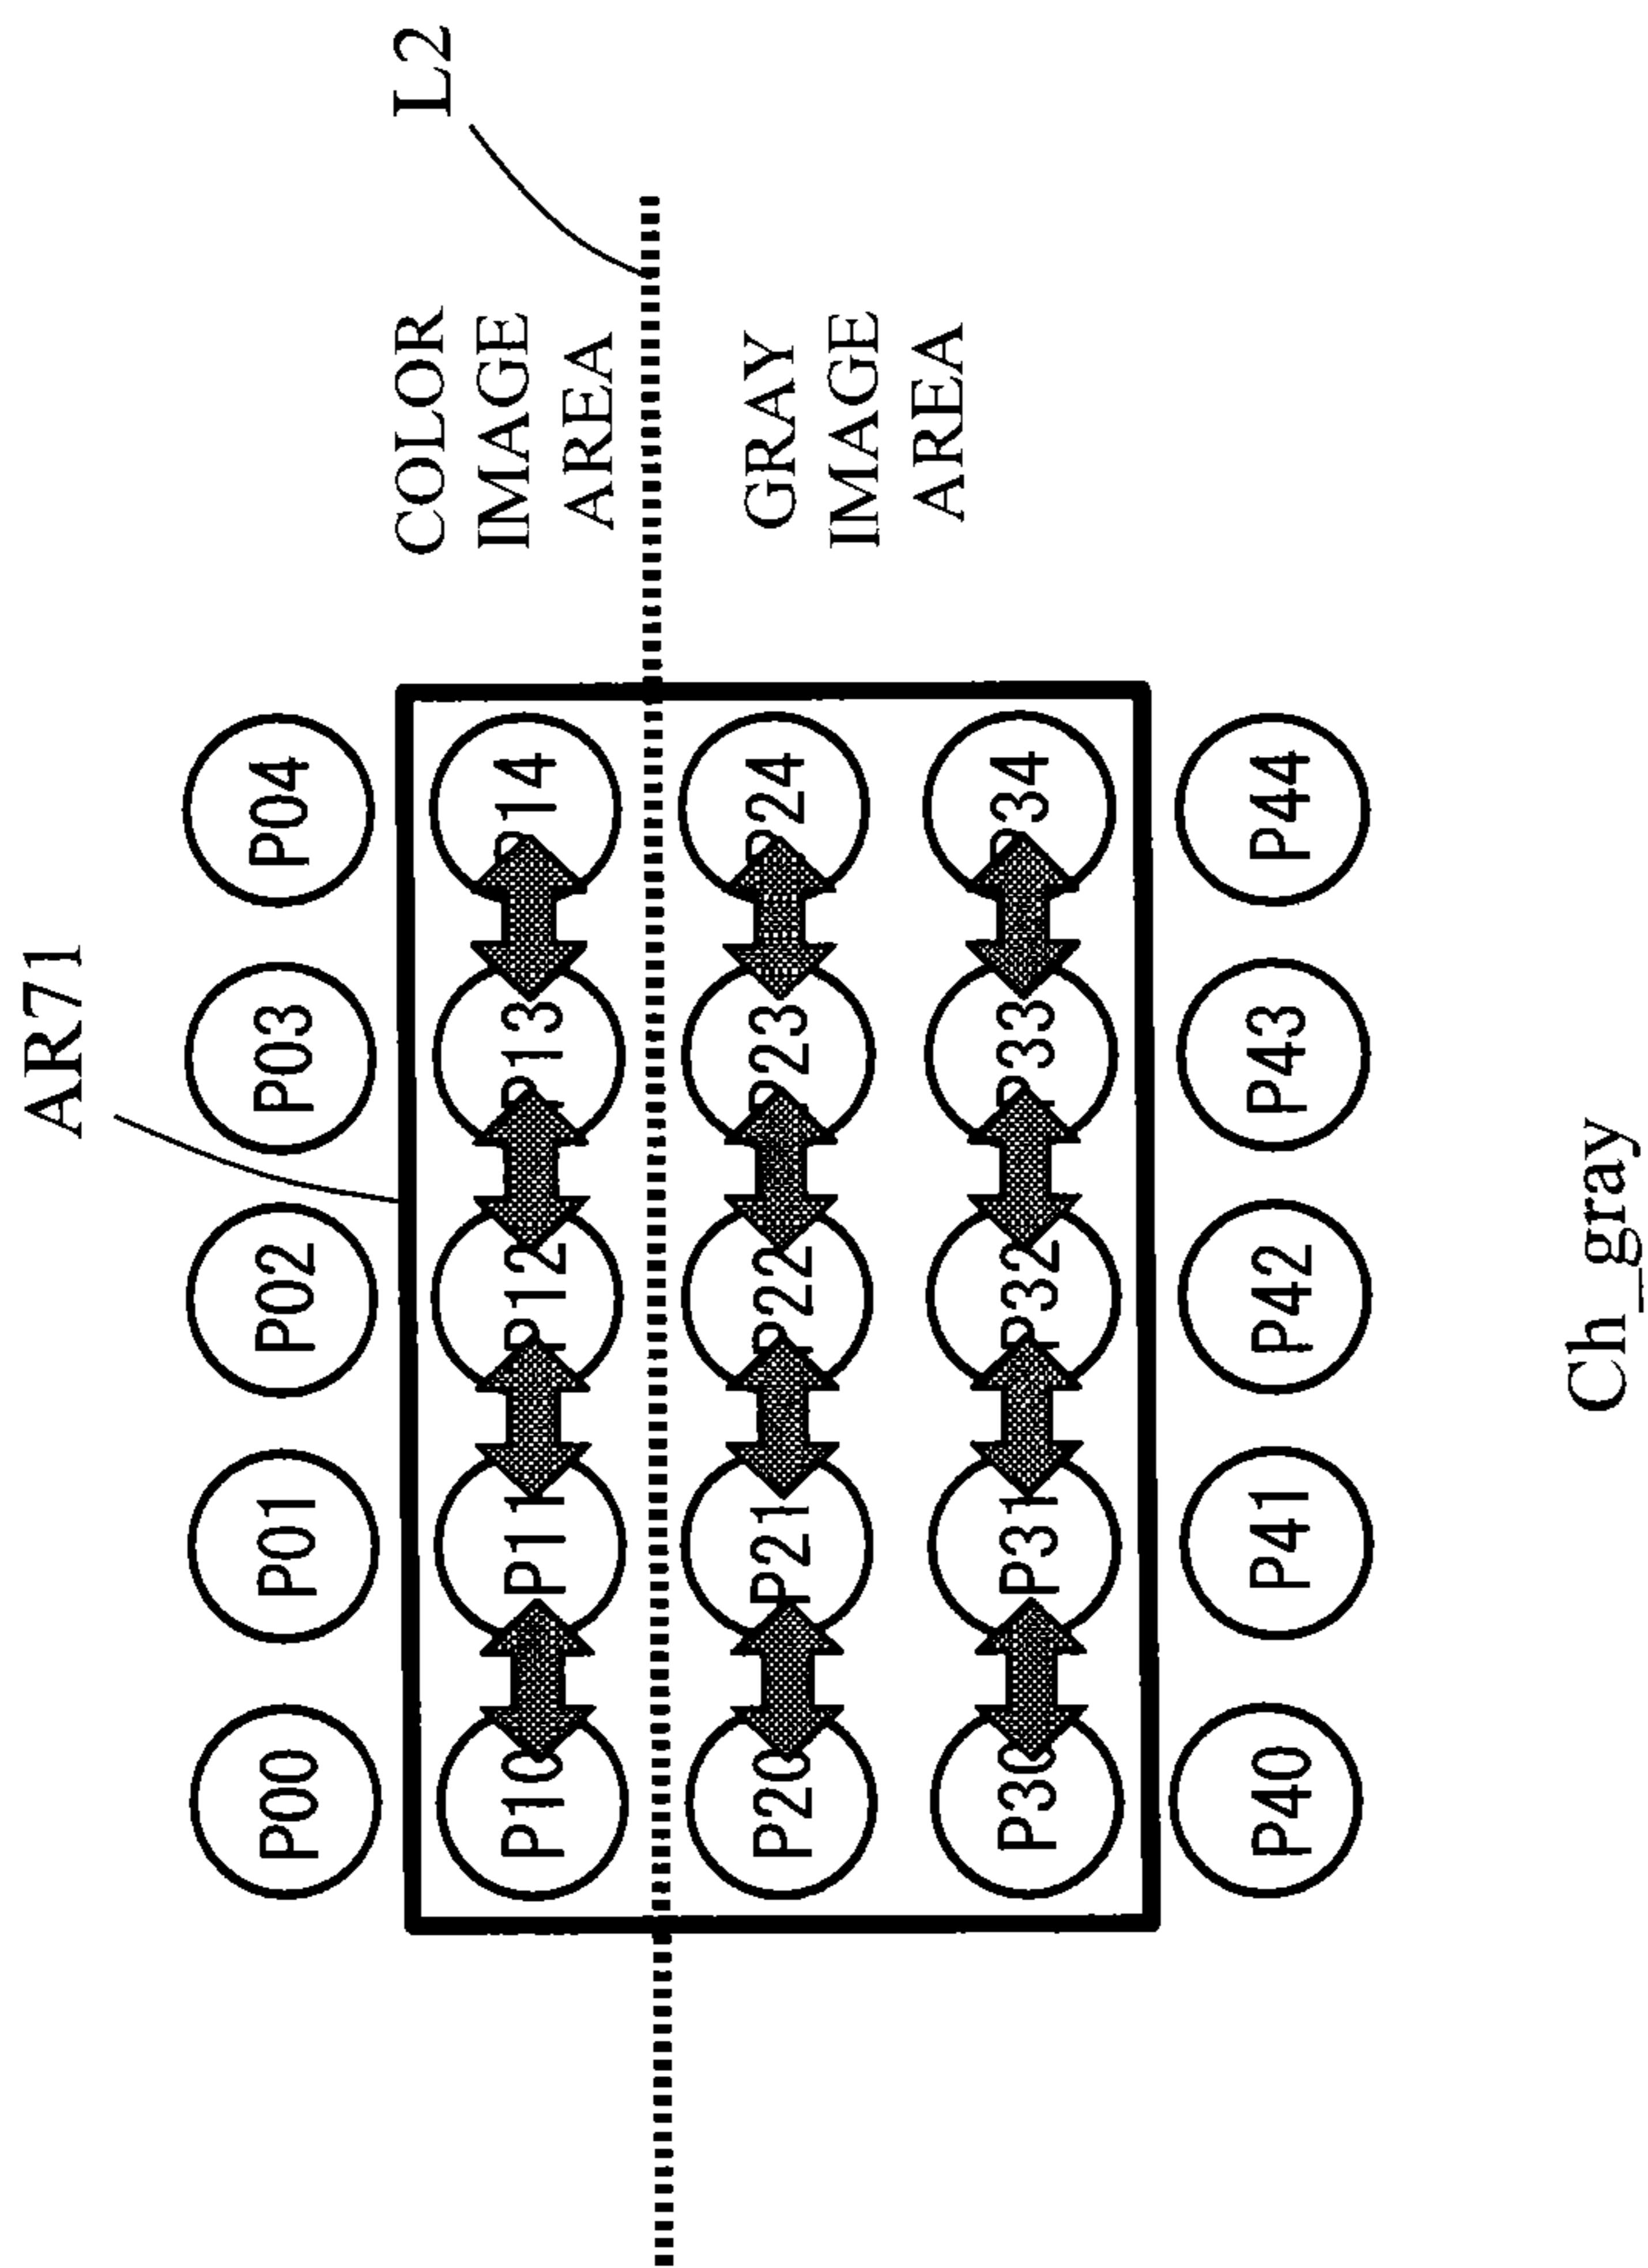 AR71
P00 P01 P02 P03 P04
L2
P10 P11 P12 P13 P14
COLOR
IMAGE
AREA
P20 P21 P22 P23 P24
GRAY
IMAGE
AREA
P30 P31 P32 P33 P34
P40 P41 P42 P43 P44
Ch_gray